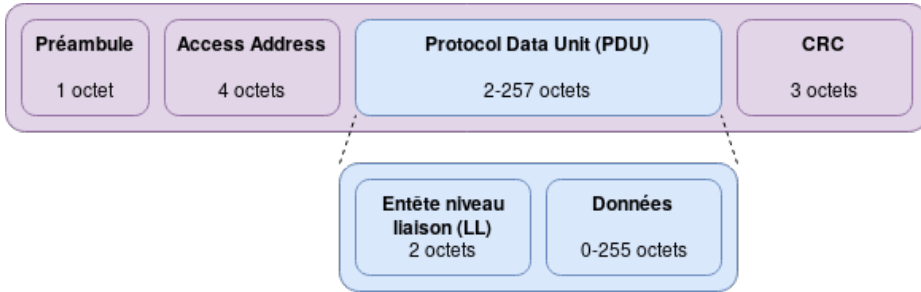 Préambule
1 octet
Access Address
4 octets
Protocol Data Unit (PDU)
2-257 octets
CRC
3 octets
Entête niveau
liaison (LL)
2 octets
Données
0-255 octets